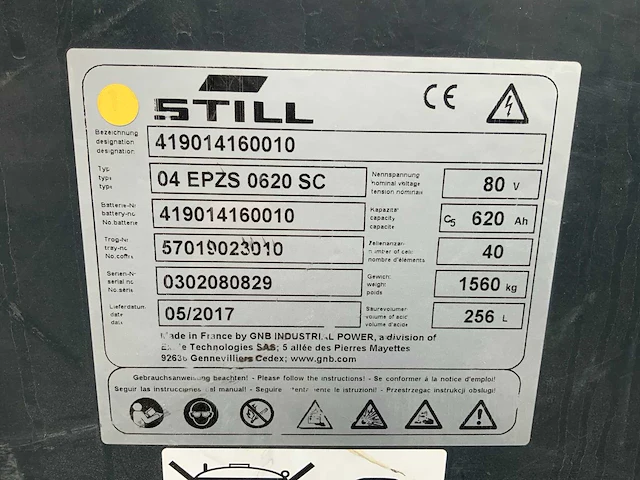 STILL
CE
Bezeichnung
designation
designation
419014160010
Typ
type
type
04 EPZS 0620 SC
Nennspannung
nominal voltage
tension nominale
80 V
Batterie-Nr
battery-no
No.batterie
419014160010
Kapazität
capacity
capacité
C5 620 Ah
Trog-Nr
tray-no
No.coffre
57019023010
Zellenanzahl
number of cell
nombre d'éléments
40
Serien-Nr
serial no
No.série
0302080829
Gewicht
weight
poids
1560 kg
Lieferdatum
date
date
05/2017
Säurevolumen
volume of acid
volume d'acide
256 L
Made in France by GNB INDUSTRIAL POWER, a division of
Exide Technologies SAS; 5 allée des Pierres Mayettes
92636 Gennevilliers Cedex; www.gnb.com
Gebrauchsanweisung beachten! - Please follow the instructions! - Se conformer à la notice d'emploi!
Seguir las instrucciones del manual! - Seguire le istruzioni! - Przestrzegac instrukcji obslugi!